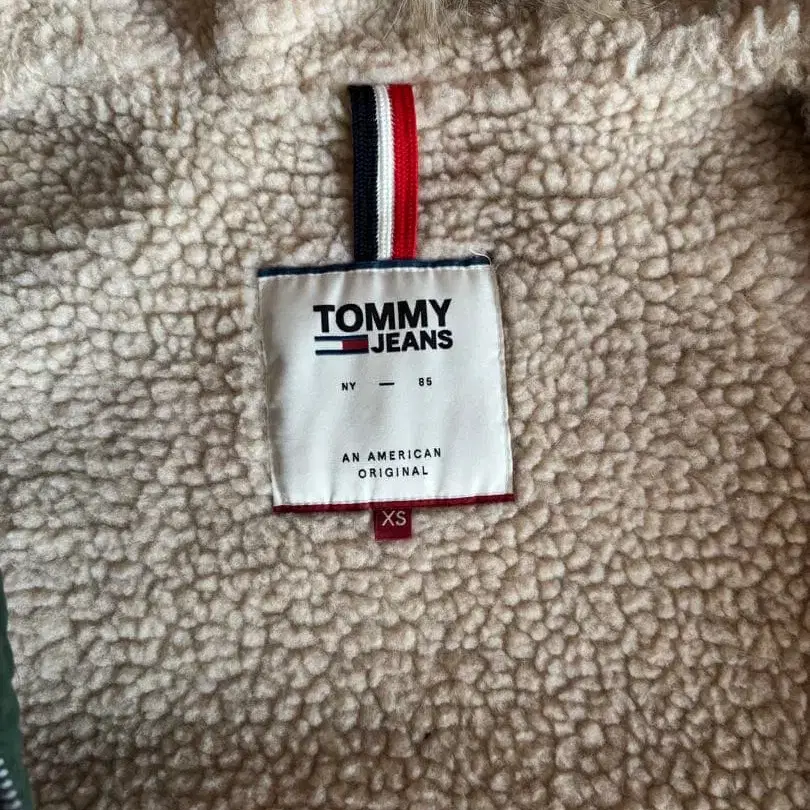 TOMMY
JEANS
NY — 85
AN AMERICAN
ORIGINAL
XS